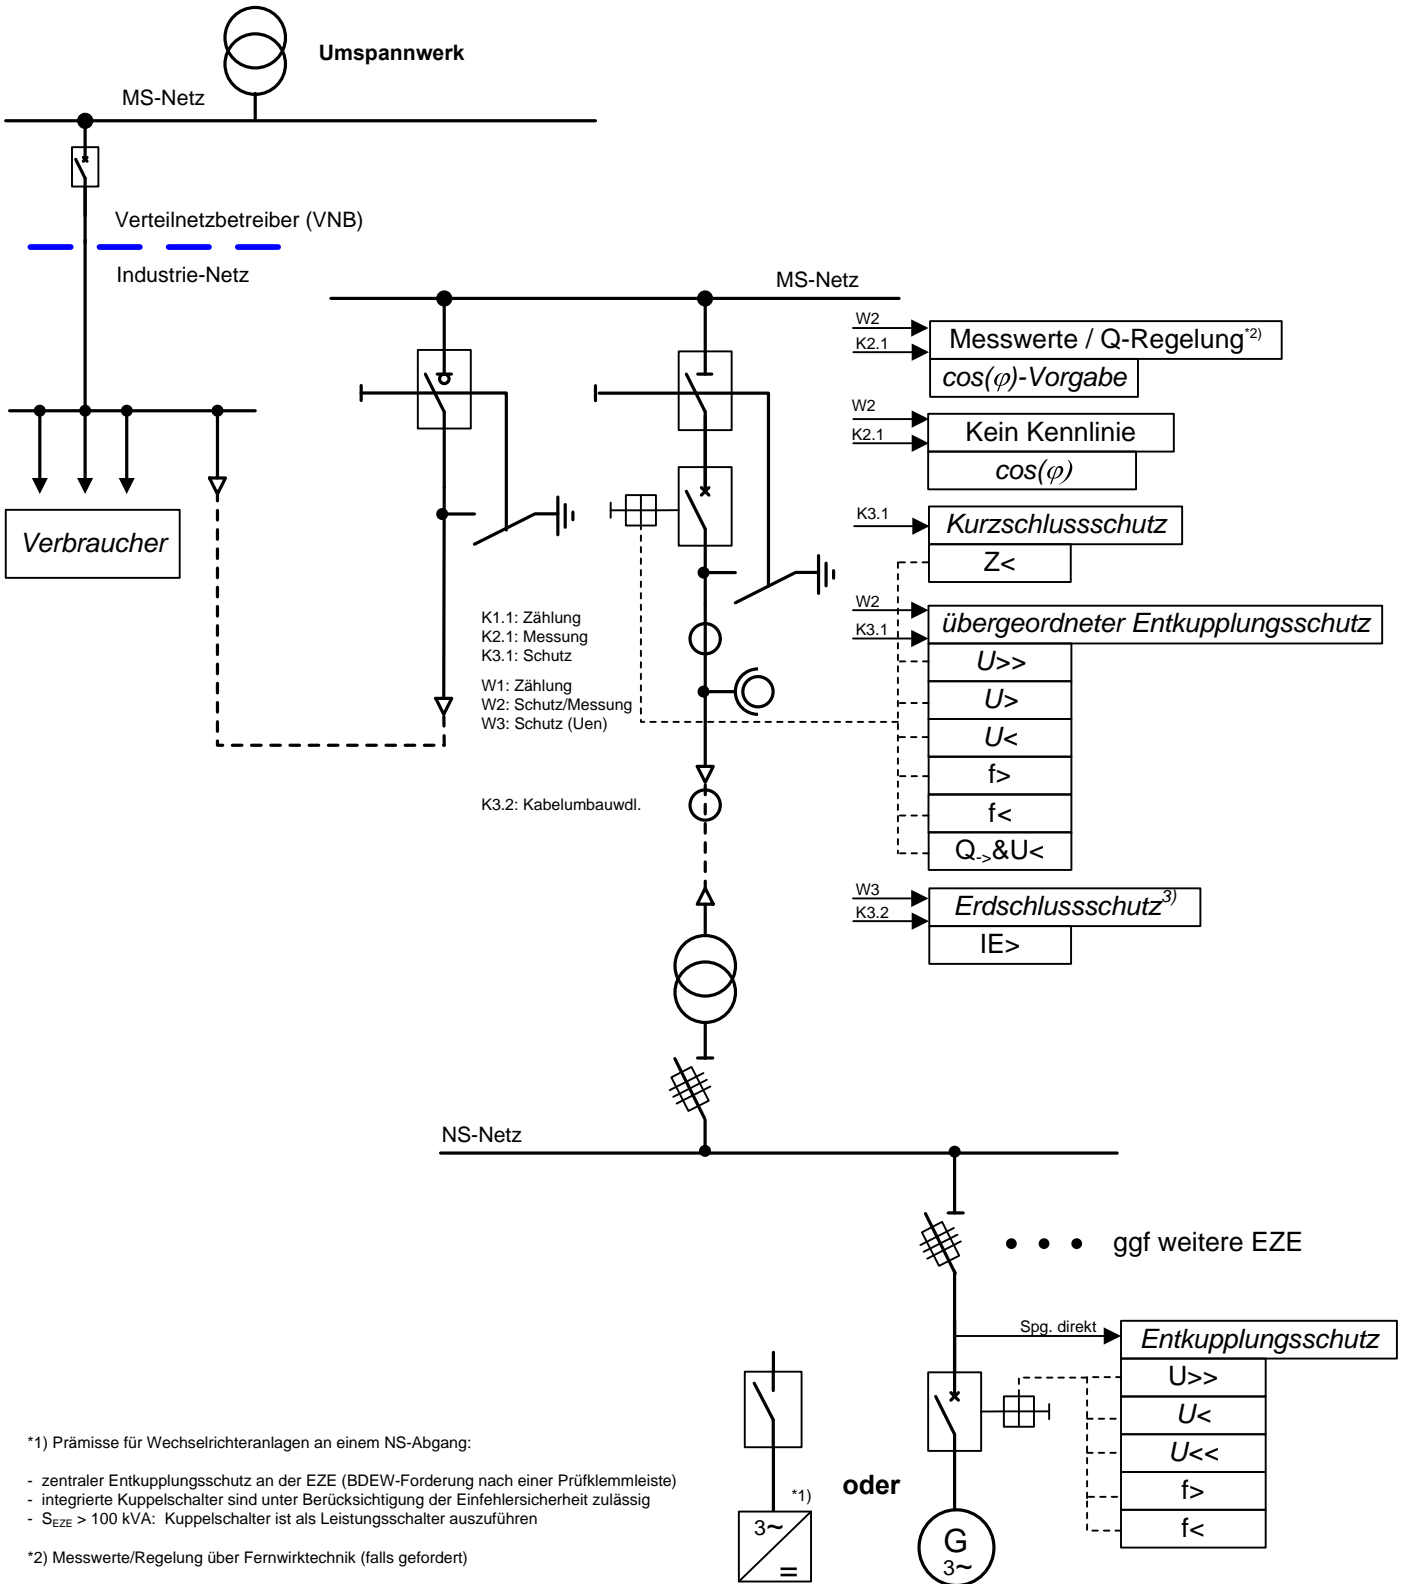 Umspannwerk
MS-Netz
Verteilnetzbetreiber (VNB)
Industrie-Netz
MS-Netz
W2
K2.1
Messwerte / Q-Regelung*2)
cos(φ)-Vorgabe
W2
K2.1
Kein Kennlinie
cos(φ)
Verbraucher
K3.1
Kurzschlussschutz
Z<
K1.1: Zählung
K2.1: Messung
K3.1: Schutz
W1: Zählung
W2: Schutz/Messung
W3: Schutz (Uen)
W2
K3.1
übergeordneter Entkupplungsschutz
U>>
U>
U<
f>
f<
Q->&U<
K3.2: Kabelumbauwdl.
W3
K3.2
Erdschlussschutz3)
IE>
NS-Netz
ggf weitere EZE
Spg. direkt
Entkupplungsschutz
U>>
U<
U<<
f>
f<
oder
*1)
3~
=
G
3~
*1) Prämisse für Wechselrichteranlagen an einem NS-Abgang:
- zentraler Entkupplungsschutz an der EZE (BDEW-Forderung nach einer Prüfklemmleiste)
- integrierte Kuppelschalter sind unter Berücksichtigung der Einfehlersicherheit zulässig
- SEZE > 100 kVA: Kuppelschalter ist als Leistungsschalter auszuführen
*2) Messwerte/Regelung über Fernwirktechnik (falls gefordert)